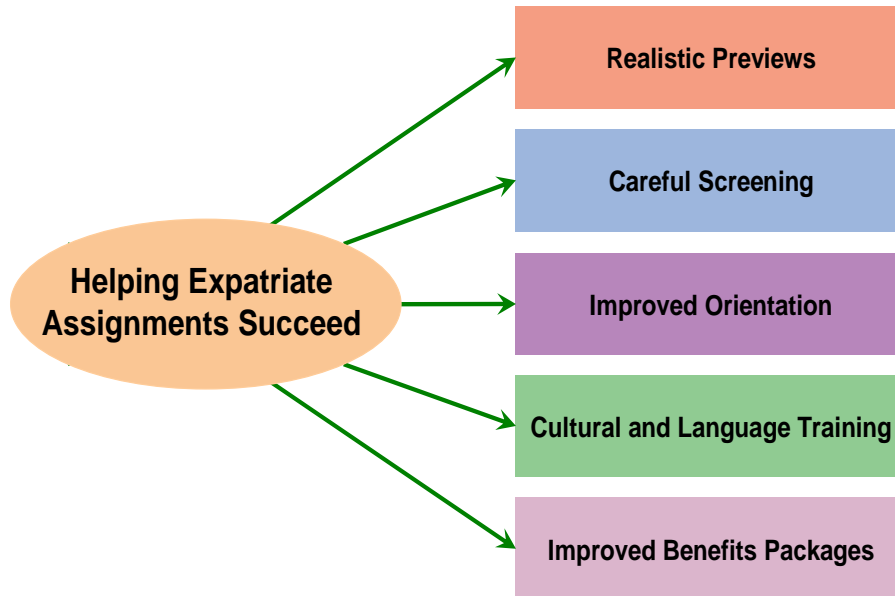 Realistic Previews
Careful Screening
Helping Expatriate
Assignments Succeed
Improved Orientation
Cultural and Language Training
Improved Benefits Packages